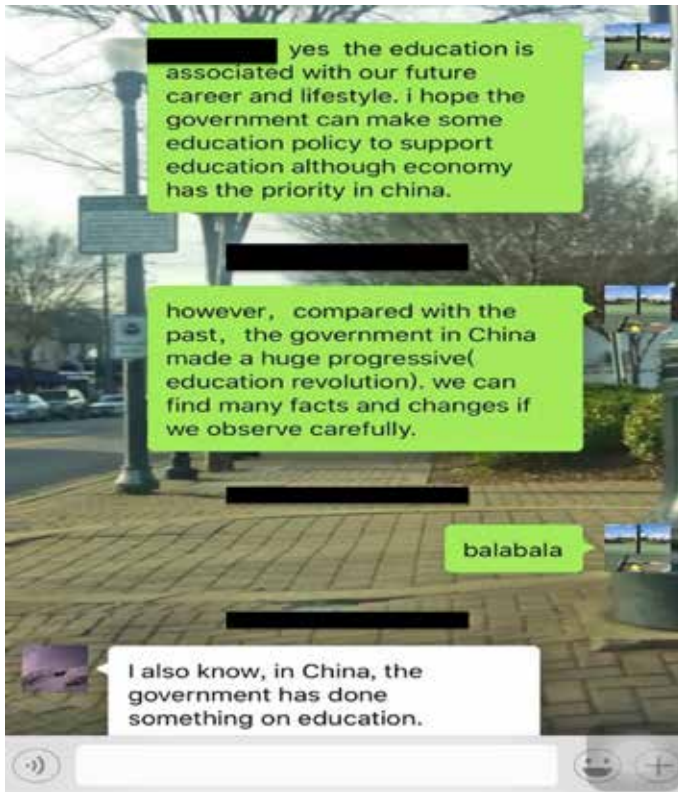 yes the education is
associated with our future
career and lifestyle. i hope the
government can make some
education policy to support
education although economy
has the priority in china.
however, compared with the
past, the government in China
made a huge progressive(
education revolution). we can
find many facts and changes if
we observe carefully.
balabala
I also know, in China, the
government has done
something on education.